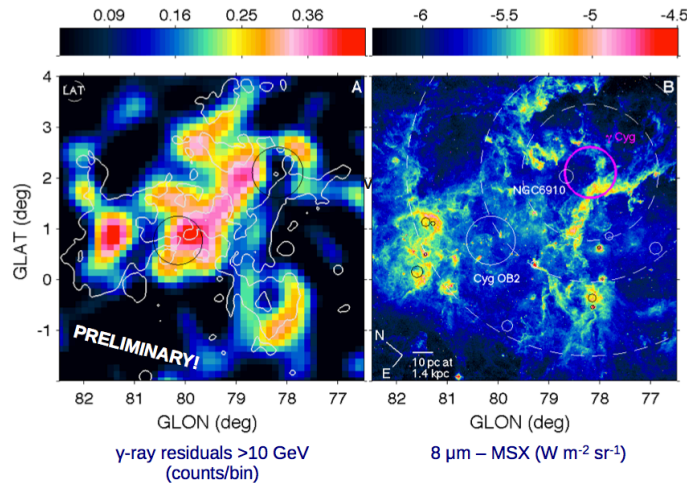 0.09 0.16 0.25 0.36
-6 -5.5 -5 -4.5
LAT
A
B
4
3
2
1
0
-1
GLAT (deg)
γ Cyg
NGC6910
Cyg OB2
PRELIMINARY!
N
E
10 pc at
1.4 kpc
82 81 80 79 78 77
82 81 80 79 78 77
GLON (deg)
GLON (deg)
γ-ray residuals >10 GeV
(counts/bin)
8 μm – MSX (W m⁻² sr⁻¹)